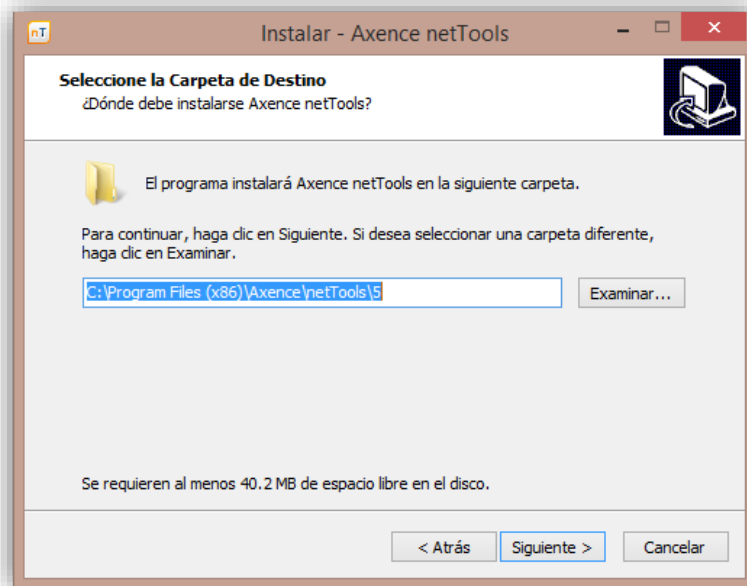 nT
Instalar - Axence netTools
Seleccione la Carpeta de Destino
¿Dónde debe instalarse Axence netTools?
El programa instalará Axence netTools en la siguiente carpeta.
Para continuar, haga clic en Siguiente. Si desea seleccionar una carpeta diferente,
haga clic en Examinar.
C:\Program Files (x86)\Axence\netTools\5
Examinar...
Se requieren al menos 40.2 MB de espacio libre en el disco.
< Atrás
Siguiente >
Cancelar